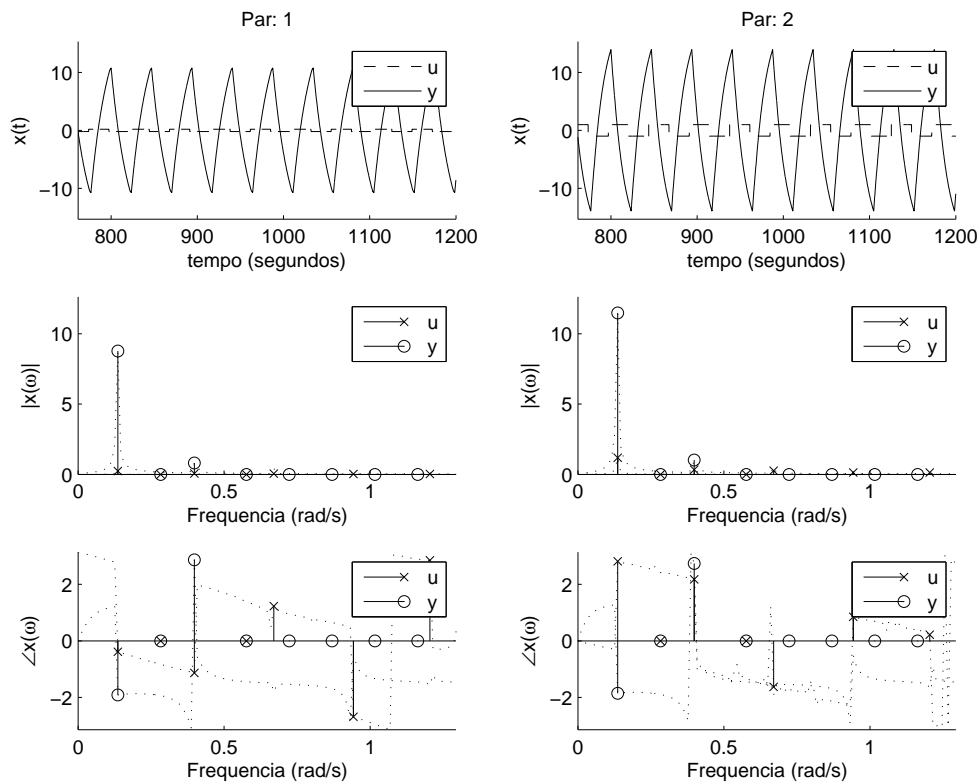 Par: 1
10
0
−10
x(t)
800
900
1000
1100
1200
tempo (segundos)
u
y
Par: 2
10
0
−10
x(t)
800
900
1000
1100
1200
tempo (segundos)
u
y
10
5
0
|x(ω)|
0
0.5
1
Frequencia (rad/s)
u
y
10
5
0
|x(ω)|
0
0.5
1
Frequencia (rad/s)
u
y
2
0
−2
∠x(ω)
0
0.5
1
Frequencia (rad/s)
u
y
2
0
−2
∠x(ω)
0
0.5
1
Frequencia (rad/s)
u
y